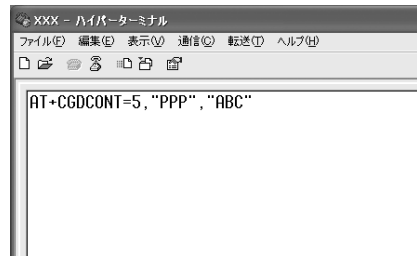 XXX - ハイパーターミナル
ファイル(F) 編集(E) 表示(V) 通信(C) 転送(T) ヘルプ(H)
AT+CGDCONT=5,"PPP","ABC"